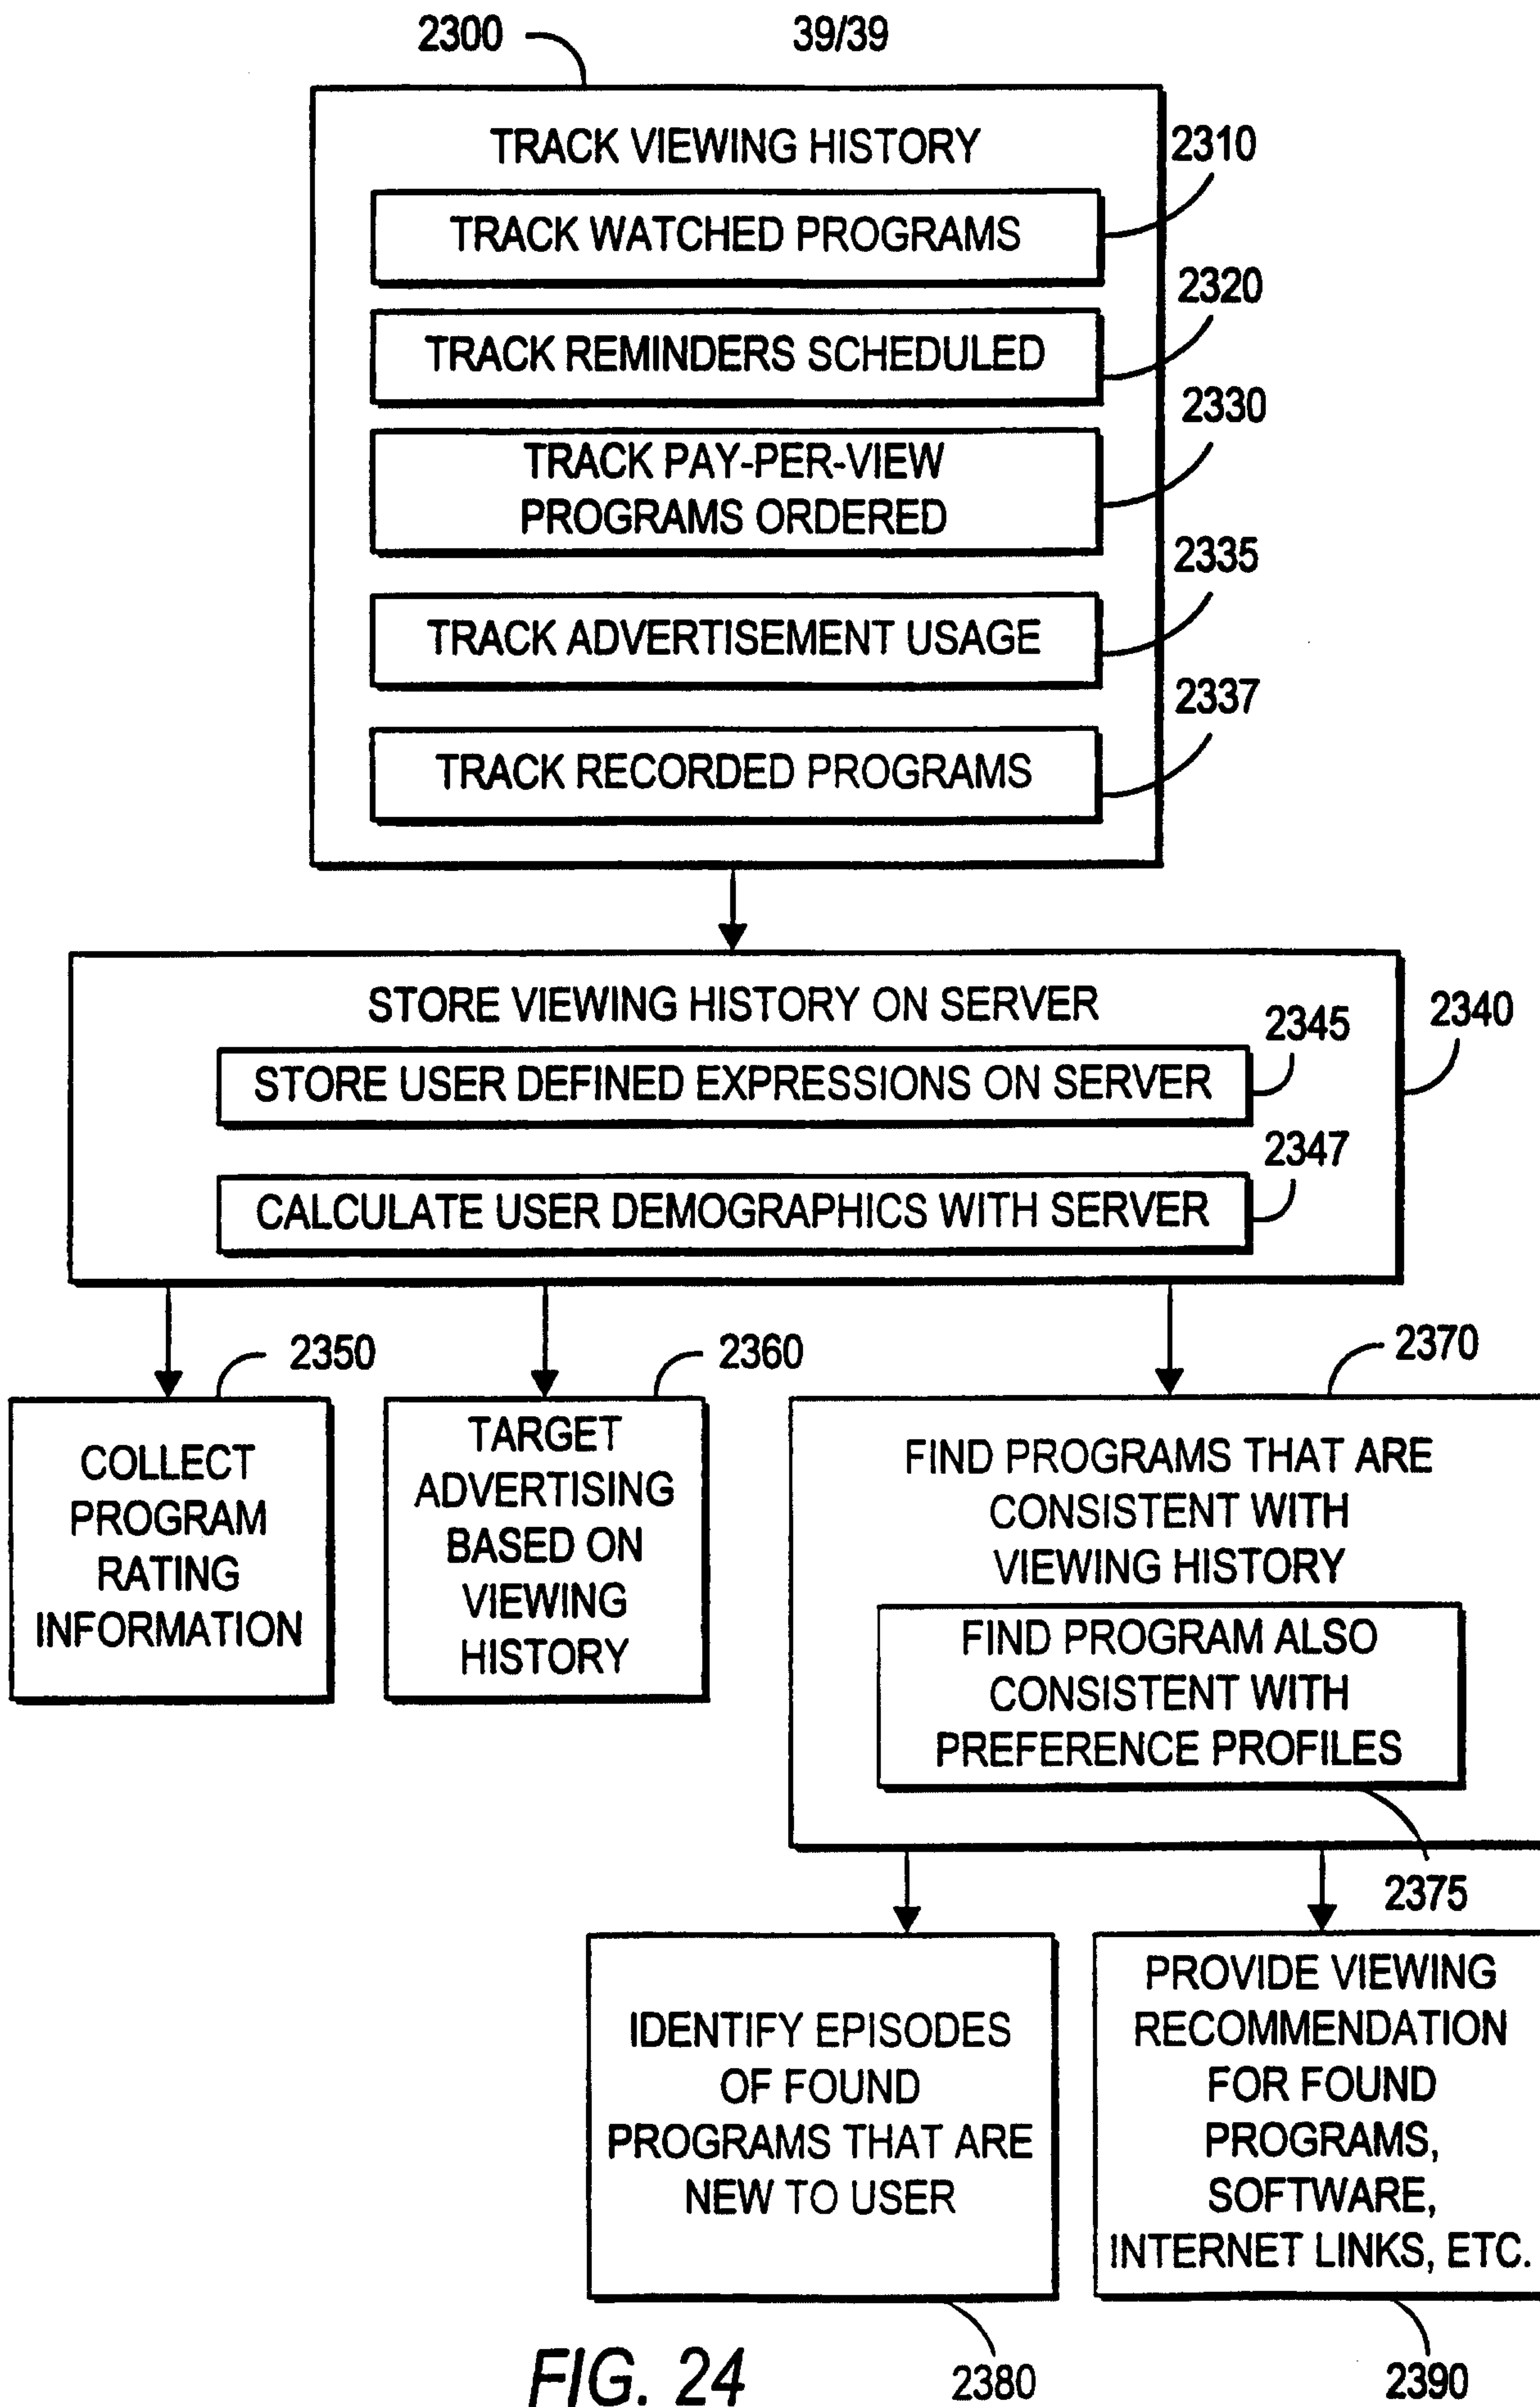 2300
39/39
TRACK VIEWING HISTORY
2310
TRACK WATCHED PROGRAMS
2320
TRACK REMINDERS SCHEDULED
2330
TRACK PAY-PER-VIEW
PROGRAMS ORDERED
2335
TRACK ADVERTISEMENT USAGE
2337
TRACK RECORDED PROGRAMS
STORE VIEWING HISTORY ON SERVER
2340
2345
STORE USER DEFINED EXPRESSIONS ON SERVER
2347
CALCULATE USER DEMOGRAPHICS WITH SERVER
2350
COLLECT
PROGRAM
RATING
INFORMATION
2360
TARGET
ADVERTISING
BASED ON
VIEWING
HISTORY
2370
FIND PROGRAMS THAT ARE
CONSISTENT WITH
VIEWING HISTORY
FIND PROGRAM ALSO
CONSISTENT WITH
PREFERENCE PROFILES
2375
IDENTIFY EPISODES
OF FOUND
PROGRAMS THAT ARE
NEW TO USER
2380
PROVIDE VIEWING
RECOMMENDATION
FOR FOUND
PROGRAMS,
SOFTWARE,
INTERNET LINKS, ETC.
2390
FIG. 24